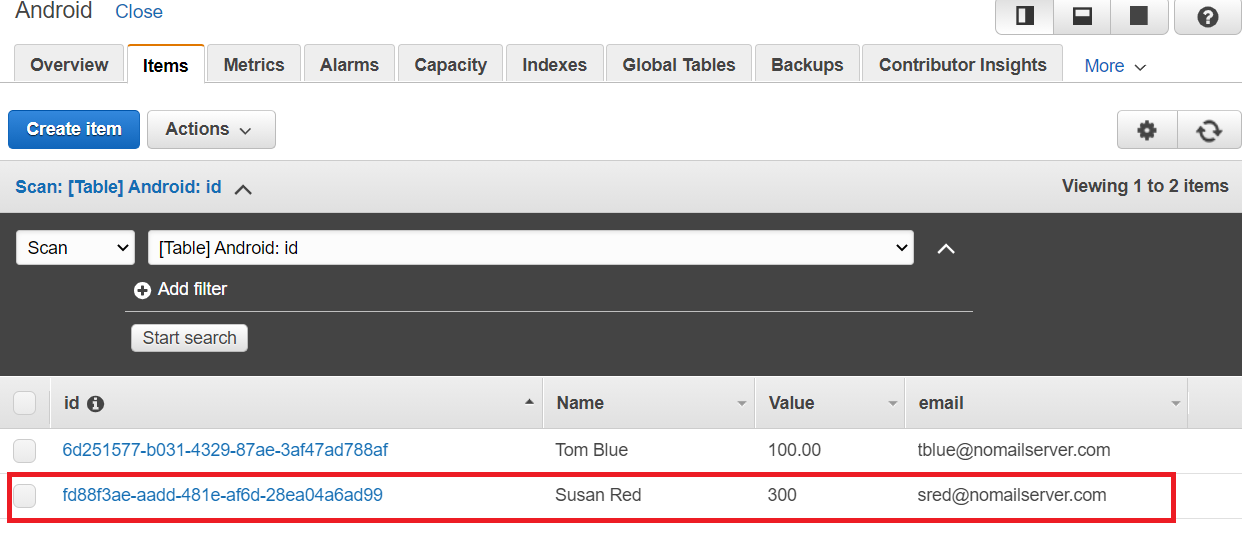 Android Close
Overview Items Metrics Alarms Capacity Indexes Global Tables Backups Contributor Insights More
Create item Actions
Scan: [Table] Android: id Viewing 1 to 2 items
Scan [Table] Android: id
Add filter
Start search
id Name Value email
6d251577-b031-4329-87ae-3af47ad788af Tom Blue 100.00 tblue@nomailserver.com
fd88f3ae-aadd-481e-af6d-28ea04a6ad99 Susan Red 300 sred@nomailserver.com